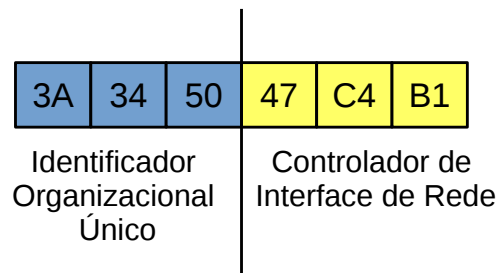 3A 34 50 47 C4 B1
Identificador
Organizacional
Único
Controlador de
Interface de Rede